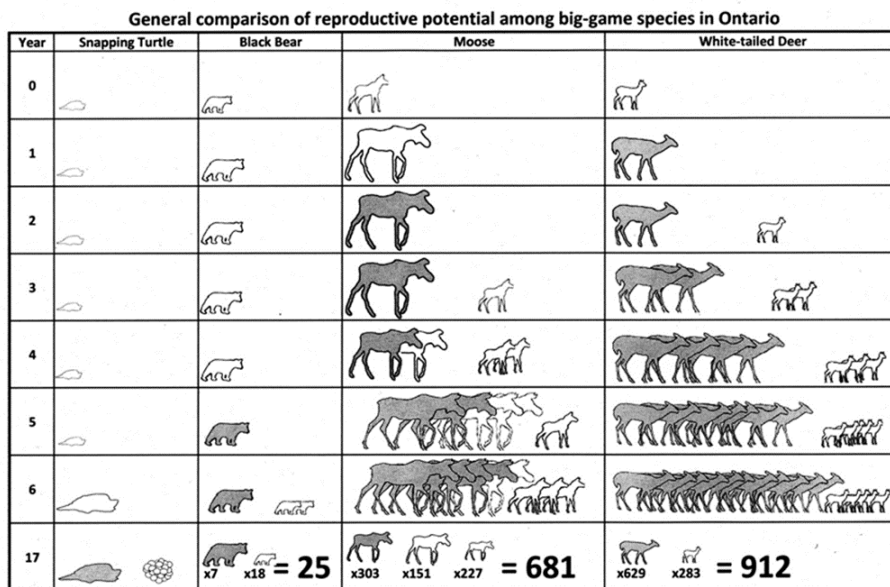 General comparison of reproductive potential among big-game species in Ontario
Year Snapping Turtle Black Bear Moose White-tailed Deer
0
1
2
3
4
5
6
17 x7 x18 = 25 x303 x151 x227 = 681 x629 x283 = 912